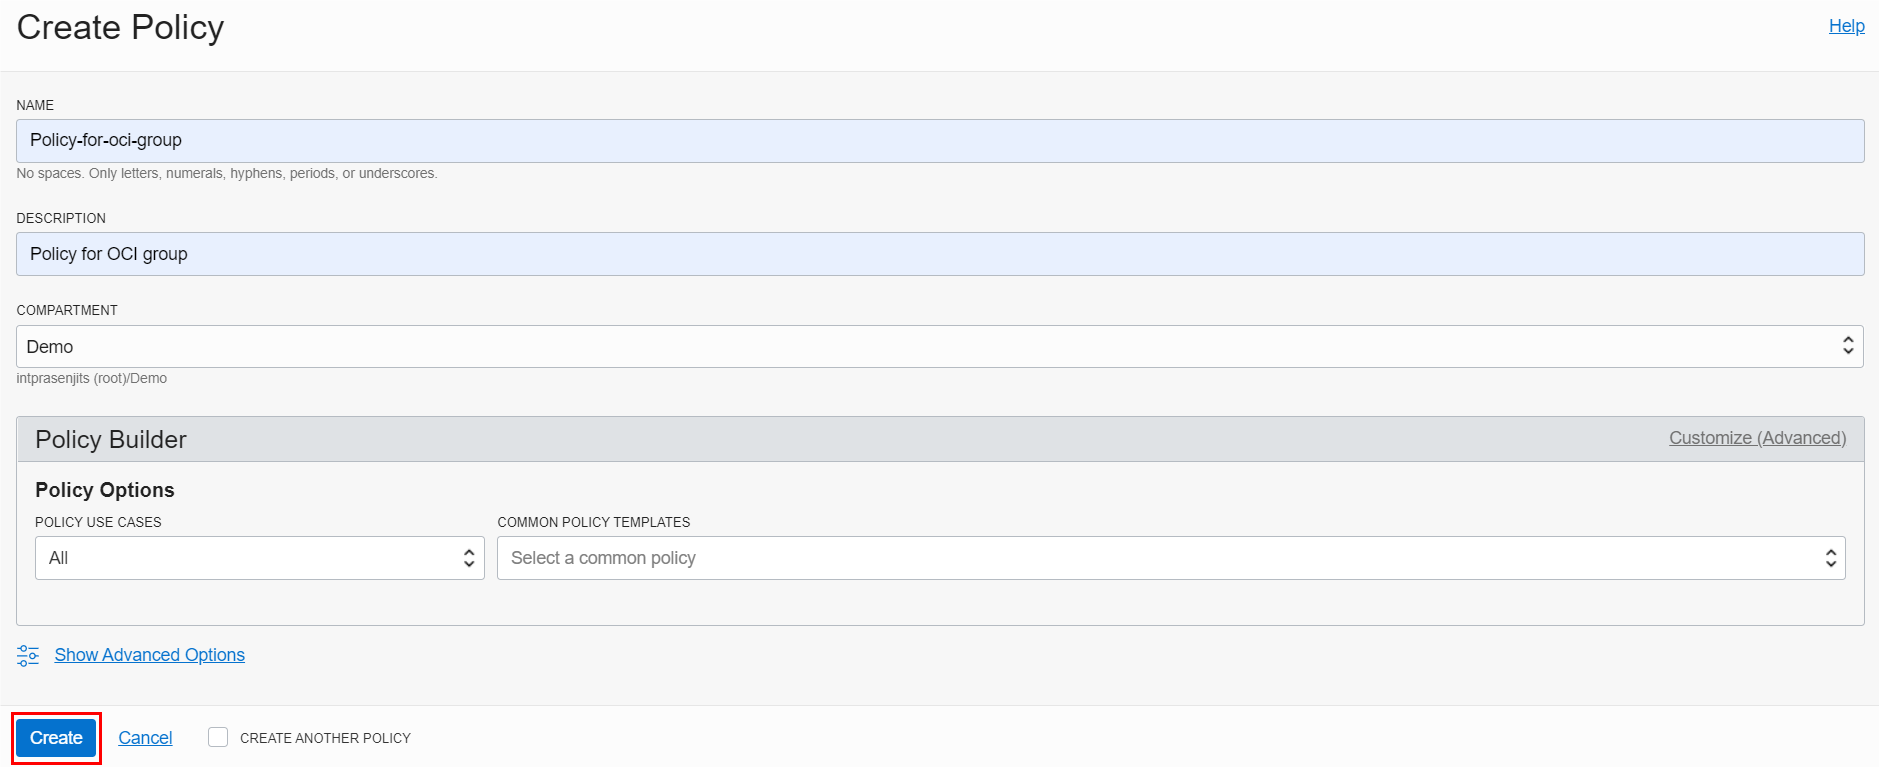 Create Policy
Help
NAME
Policy-for-oci-group
No spaces. Only letters, numerals, hyphens, periods, or underscores.
DESCRIPTION
Policy for OCI group
COMPARTMENT
Demo
intprasenjits (root)/Demo
Policy Builder
Customize (Advanced)
Policy Options
POLICY USE CASES
COMMON POLICY TEMPLATES
All
Select a common policy
Show Advanced Options
Create
Cancel
CREATE ANOTHER POLICY